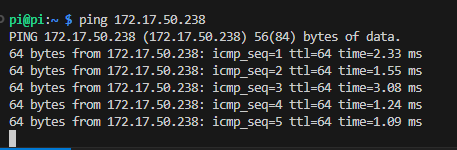 pi@pi:~ $ ping 172.17.50.238
PING 172.17.50.238 (172.17.50.238) 56(84) bytes of data.
64 bytes from 172.17.50.238: icmp_seq=1 ttl=64 time=2.33 ms
64 bytes from 172.17.50.238: icmp_seq=2 ttl=64 time=1.55 ms
64 bytes from 172.17.50.238: icmp_seq=3 ttl=64 time=3.08 ms
64 bytes from 172.17.50.238: icmp_seq=4 ttl=64 time=1.24 ms
64 bytes from 172.17.50.238: icmp_seq=5 ttl=64 time=1.09 ms